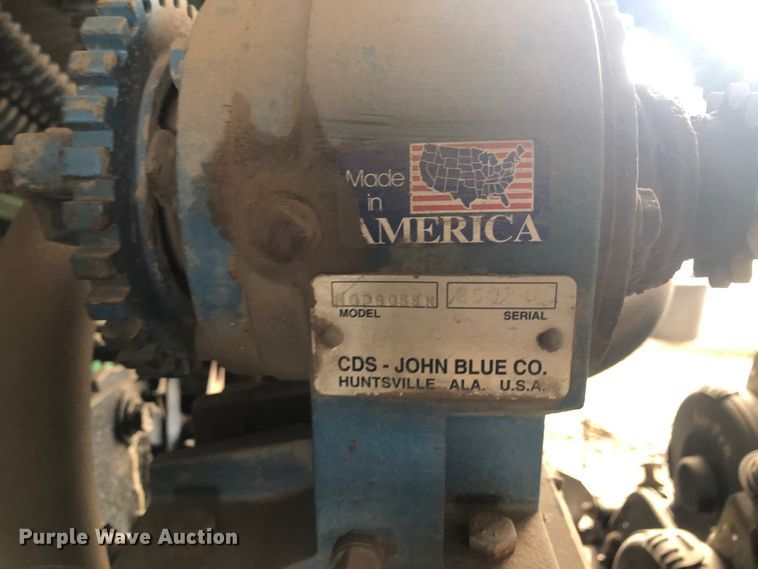 Made
in
AMERICA
MODEL SERIAL
CDS - JOHN BLUE CO.
HUNTSVILLE ALA. U.S.A.
Purple Wave Auction